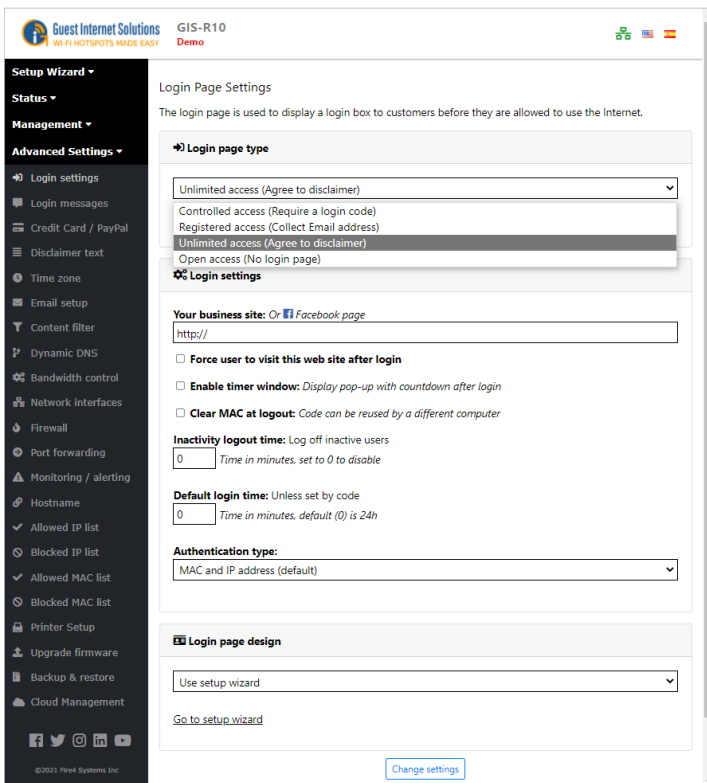 Guest Internet Solutions
WI-FI HOTSPOTS MADE EASY
GIS-R10
Demo
Setup Wizard
Status
Management
Advanced Settings
Login settings
Login messages
Credit Card / PayPal
Disclaimer text
Time zone
Email setup
Content filter
Dynamic DNS
Bandwidth control
Network interfaces
Firewall
Port forwarding
Monitoring / alerting
Hostname
Allowed IP list
Blocked IP list
Allowed MAC list
Blocked MAC list
Printer Setup
Upgrade firmware
Backup & restore
Cloud Management
©2021 Fire4 Systems Inc
Login Page Settings
The login page is used to display a login box to customers before they are allowed to use the Internet.
Login page type
Unlimited access (Agree to disclaimer)
Controlled access (Require a login code)
Registered access (Collect Email address)
Unlimited access (Agree to disclaimer)
Open access (No login page)
Login settings
Your business site: Or Facebook page
http://
Force user to visit this web site after login
Enable timer window: Display pop-up with countdown after login
Clear MAC at logout: Code can be reused by a different computer
Inactivity logout time: Log off inactive users
0 Time in minutes, set to 0 to disable
Default login time: Unless set by code
0 Time in minutes, default (0) is 24h
Authentication type:
MAC and IP address (default)
Login page design
Use setup wizard
Go to setup wizard
Change settings